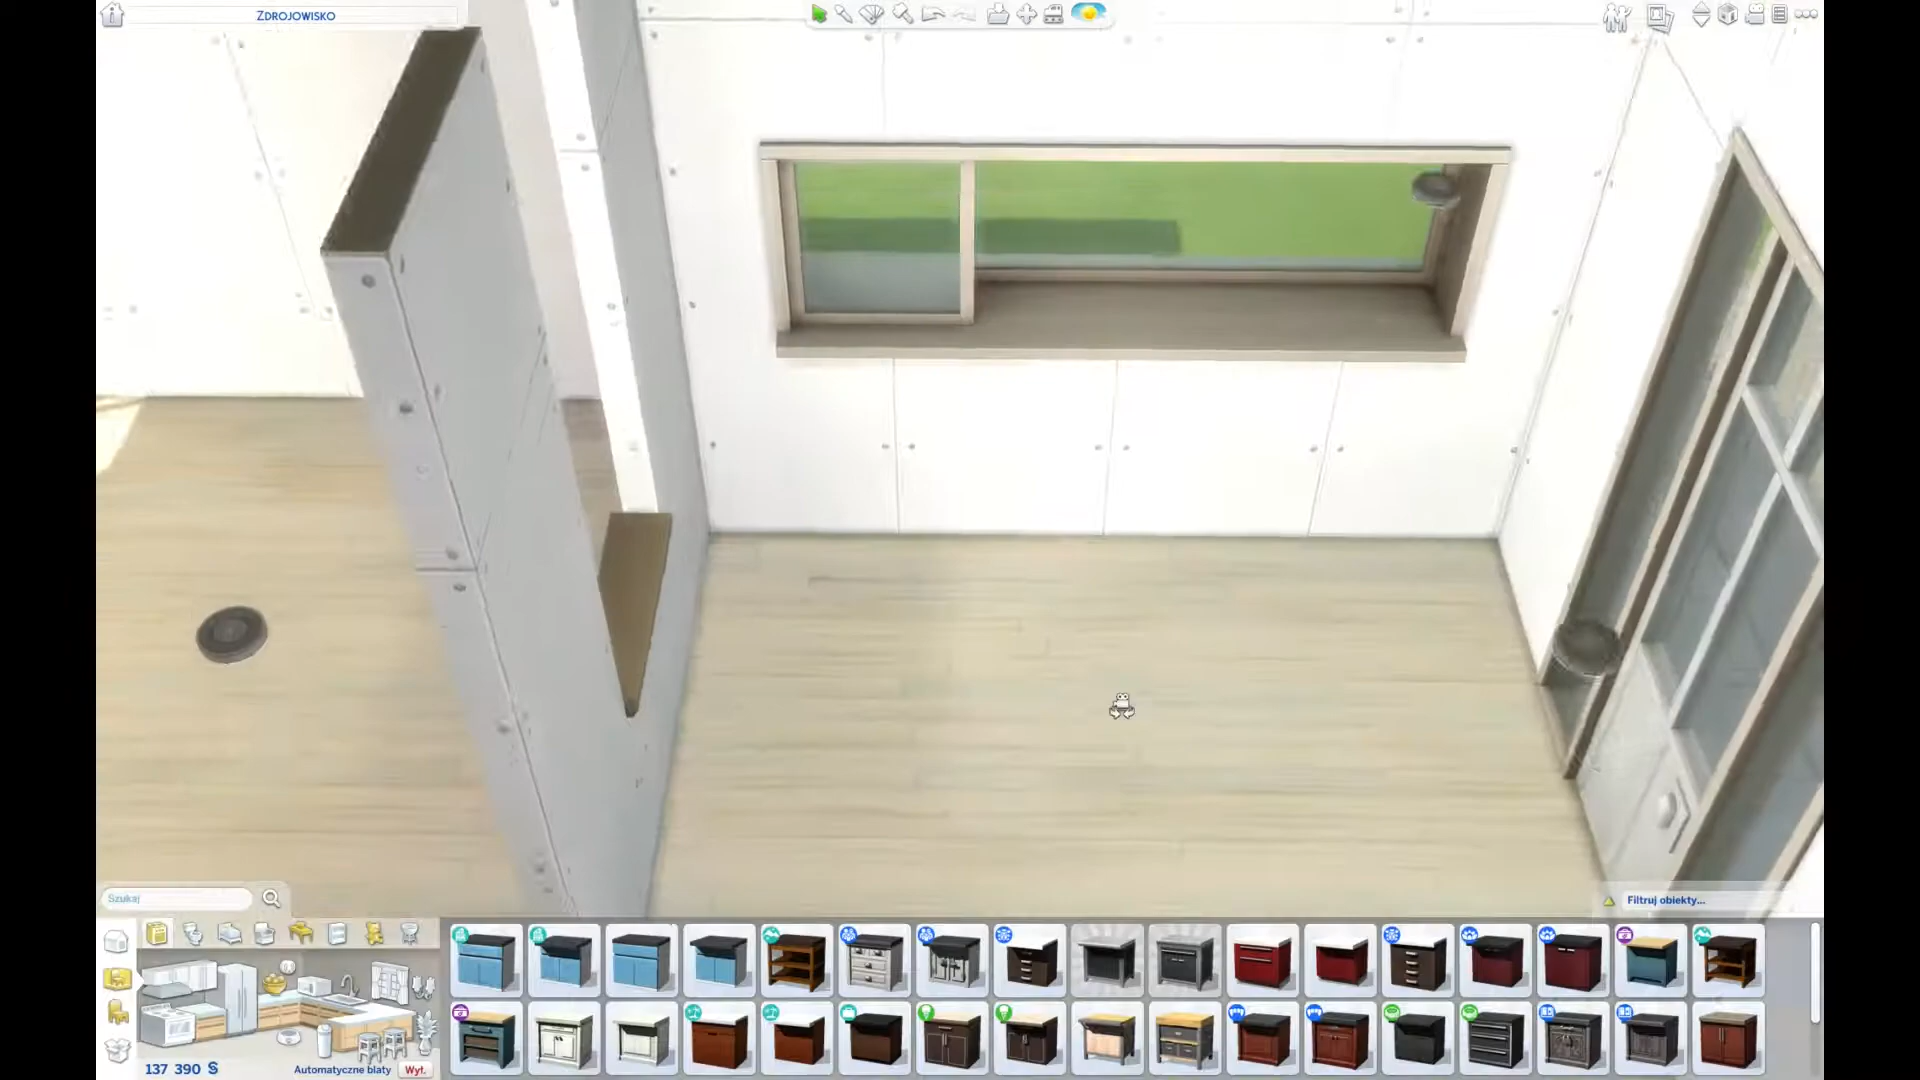 ZDROJOWISKO
Szukaj
Filtruj obiekty...
137 390 S
Automatyczne blaty
Wył.